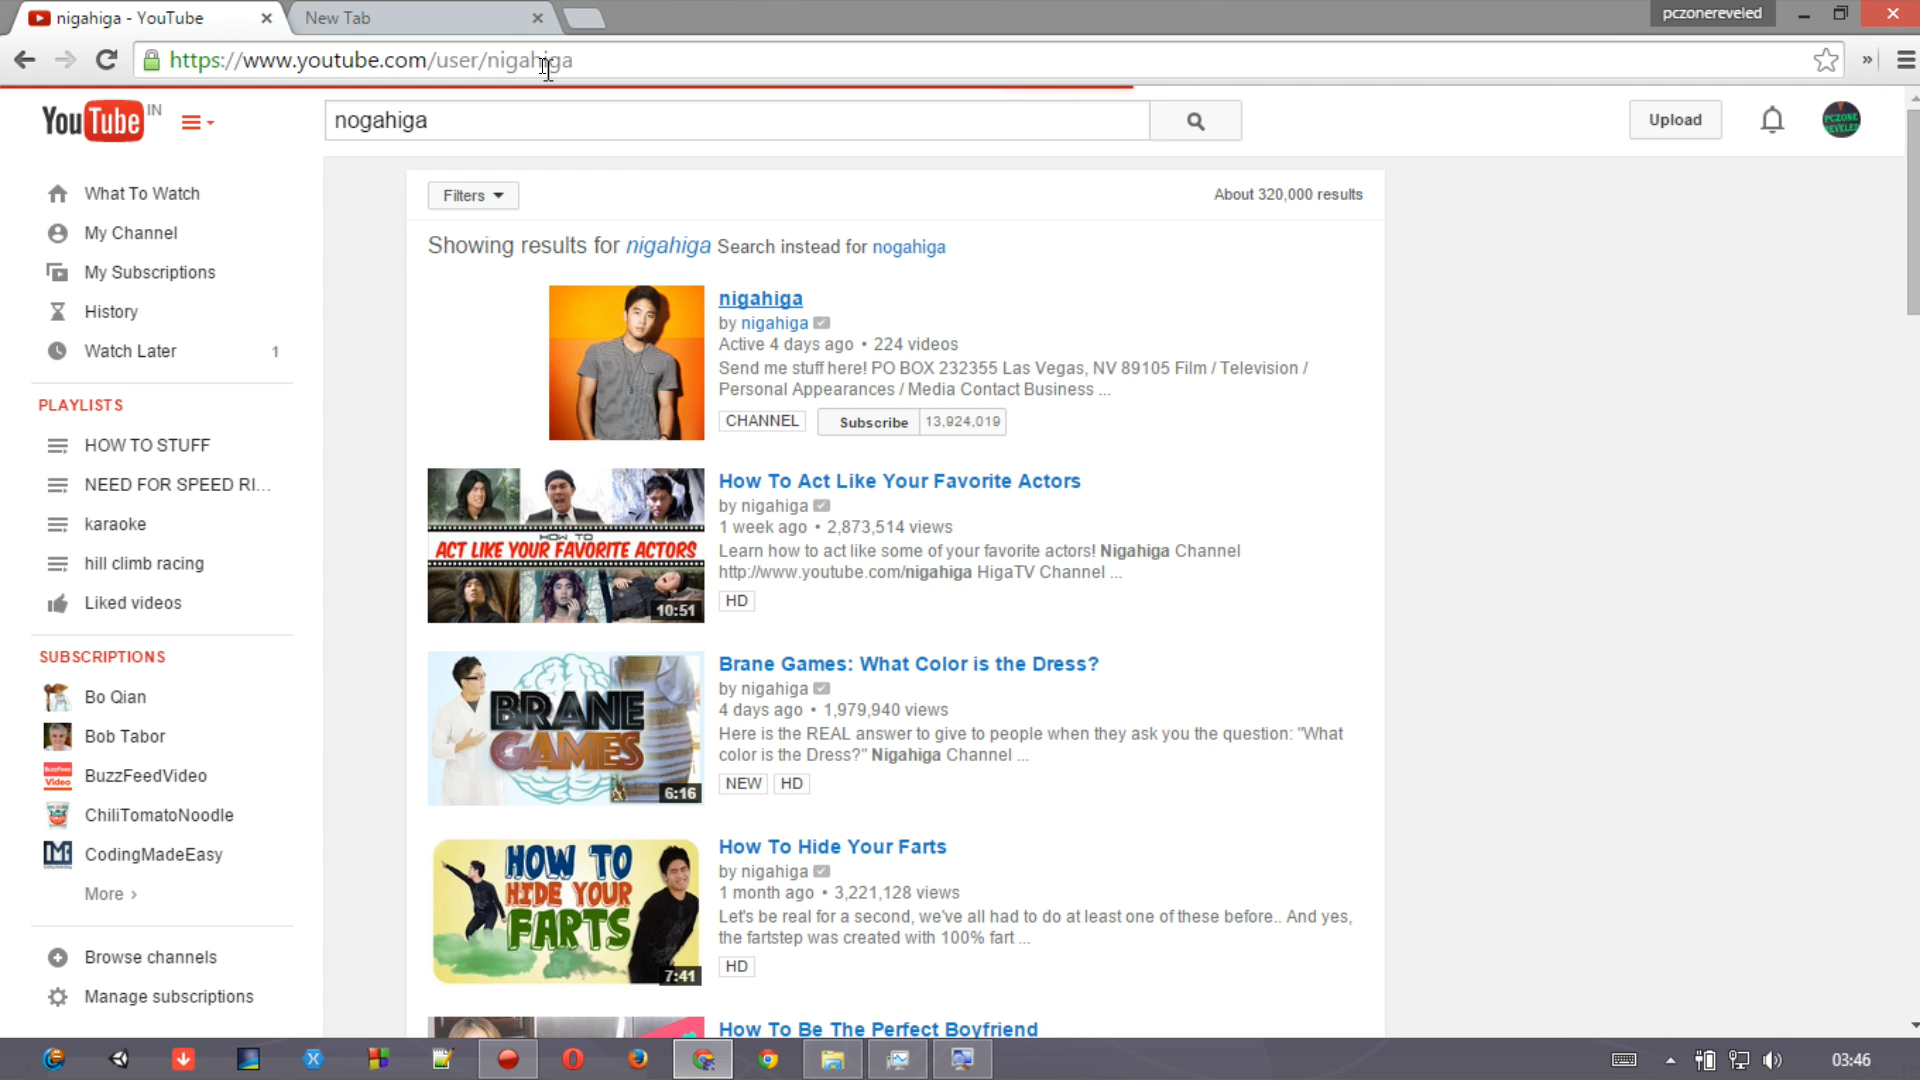 nigahiga - YouTube
New Tab
pczonereveled
https://www.youtube.com/user/nigahiga
YouTube IN
nogahiga
Upload
PCZONE REVELED
What To Watch
My Channel
My Subscriptions
History
Watch Later 1
PLAYLISTS
HOW TO STUFF
NEED FOR SPEED RI...
karaoke
hill climb racing
Liked videos
SUBSCRIPTIONS
Bo Qian
Bob Tabor
BuzzFeed Video
BuzzFeedVideo
ChiliTomatoNoodle
CodingMadeEasy
More ›
Browse channels
Manage subscriptions
Filters
About 320,000 results
Showing results for nigahiga Search instead for nogahiga
nigahiga
by nigahiga
Active 4 days ago • 224 videos
Send me stuff here! PO BOX 232355 Las Vegas, NV 89105 Film / Television /
Personal Appearances / Media Contact Business ...
CHANNEL
Subscribe 13,924,019
HOW TO
ACT LIKE YOUR FAVORITE ACTORS
10:51
How To Act Like Your Favorite Actors
by nigahiga
1 week ago • 2,873,514 views
Learn how to act like some of your favorite actors! Nigahiga Channel
http://www.youtube.com/nigahiga HigaTV Channel ...
HD
BRANE
GAMES
6:16
Brane Games: What Color is the Dress?
by nigahiga
4 days ago • 1,979,940 views
Here is the REAL answer to give to people when they ask you the question: "What
color is the Dress?" Nigahiga Channel ...
NEW HD
HOW TO
HIDE YOUR
FARTS
7:41
How To Hide Your Farts
by nigahiga
1 month ago • 3,221,128 views
Let's be real for a second, we've all had to do at least one of these before.. And yes,
the fartstep was created with 100% fart ...
HD
How To Be The Perfect Boyfriend
03:46